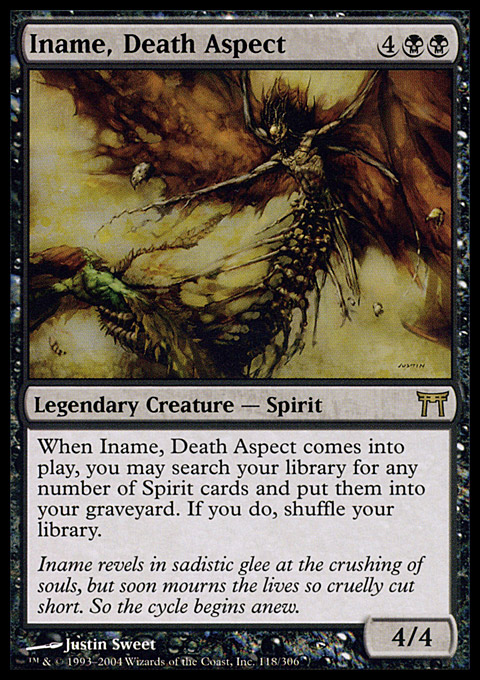 Iname, Death Aspect 4
JUSTIN
Legendary Creature — Spirit
When Iname, Death Aspect comes into
play, you may search your library for any
number of Spirit cards and put them into
your graveyard. If you do, shuffle your
library.
Iname revels in sadistic glee at the crushing of
souls, but soon mourns the lives so cruelly cut
short. So the cycle begins anew.
Justin Sweet
4/4
™ & © 1993–2004 Wizards of the Coast, Inc. 118/306